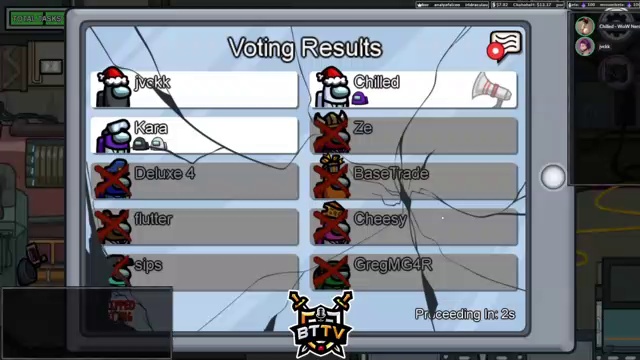 TOTAL TASKS
Voting Results
jvckk
Chilled
Kara
Ze
Deluxe 4
BaseTrade
flutter
Cheesy
sips
GregMG4R
Proceeding In: 2s
BTTV
Jvckk